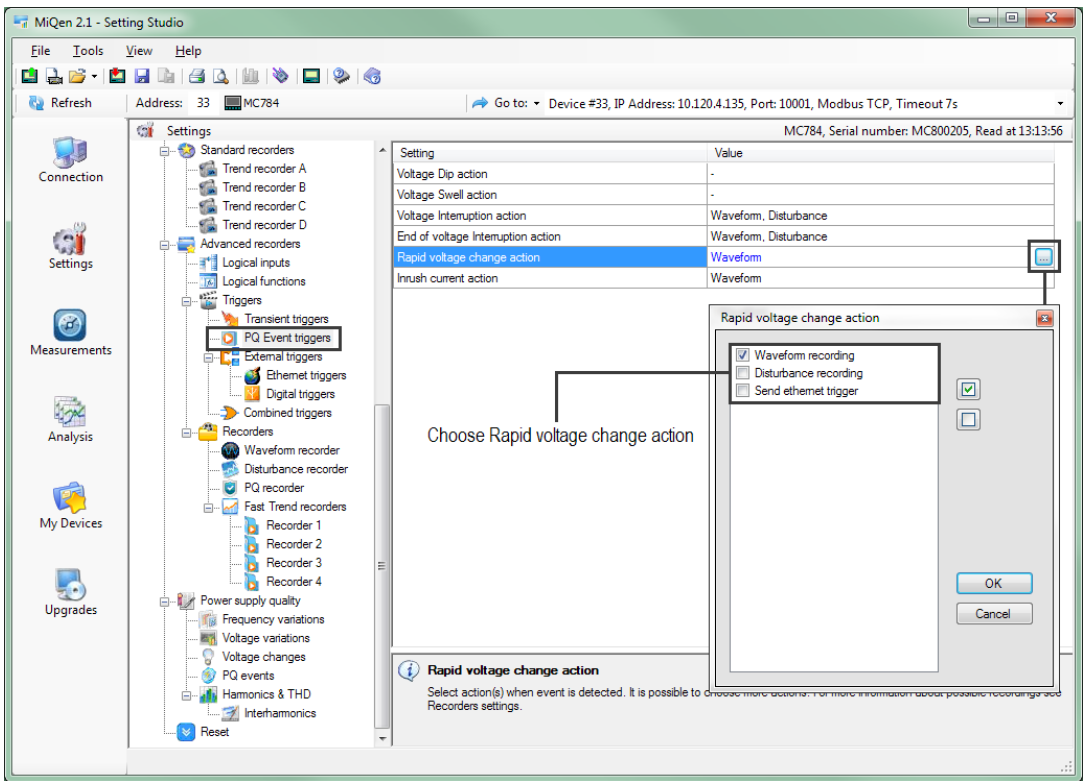 MiQen 2.1 - Setting Studio
File Tools View Help
Refresh Address: 33 MC784 Go to: Device #33, IP Address: 10.120.4.135, Port: 10001, Modbus TCP, Timeout 7s
Settings MC784, Serial number: MC800205, Read at 13:13:56
Connection
Settings
Measurements
Analysis
My Devices
Upgrades
Standard recorders
Trend recorder A
Trend recorder B
Trend recorder C
Trend recorder D
Advanced recorders
Logical inputs
Logical functions
Triggers
Transient triggers
PQ Event triggers
External triggers
Ethernet triggers
Digital triggers
Combined triggers
Recorders
Waveform recorder
Disturbance recorder
PQ recorder
Fast Trend recorders
Recorder 1
Recorder 2
Recorder 3
Recorder 4
Power supply quality
Frequency variations
Voltage variations
Voltage changes
PQ events
Harmonics & THD
Interharmonics
Reset
Setting Value
Voltage Dip action -
Voltage Swell action -
Voltage Interruption action Waveform, Disturbance
End of voltage Interruption action Waveform, Disturbance
Rapid voltage change action Waveform ...
Inrush current action Waveform
Rapid voltage change action
Waveform recording
Disturbance recording
Send ethernet trigger
OK
Cancel
Choose Rapid voltage change action
Rapid voltage change action
Select action(s) when event is detected. It is possible to
Recorders settings.